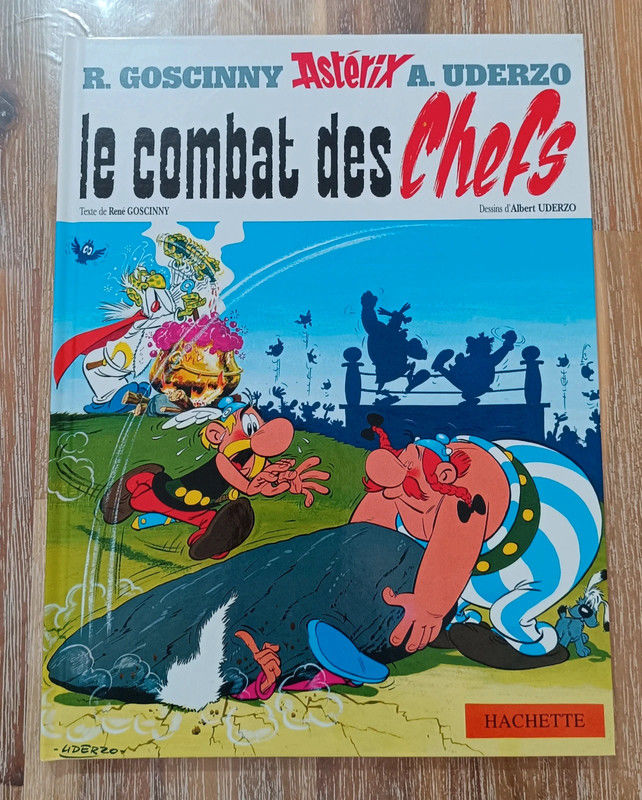 R. GOSCINNY Astérix A. UDERZO
le combat des Chefs
Texte de René GOSCINNY
Dessins d'Albert UDERZO
HACHETTE
-UDERZO-